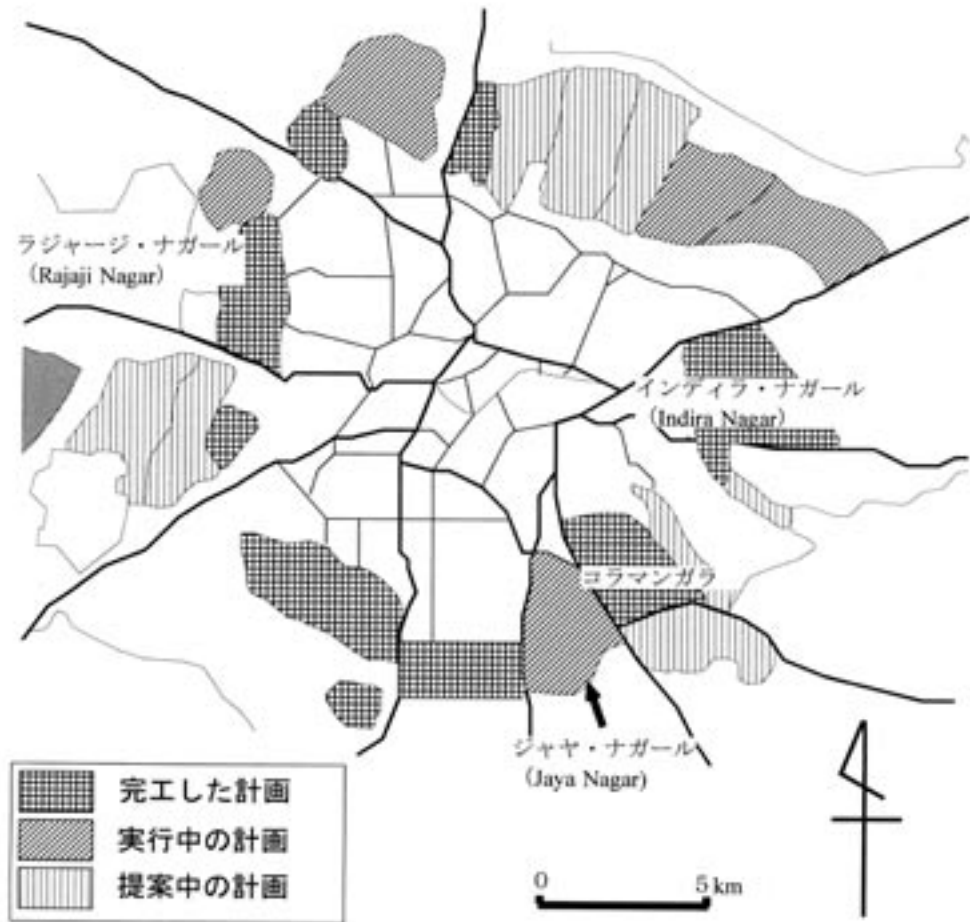 ラジャージ・ナガール
(Rajaji Nagar)
インディラ・ナガール
(Indira Nagar)
コラマンガラ
ジャヤ・ナガール
(Jaya Nagar)
完工した計画
実行中の計画
提案中の計画
0 5 km